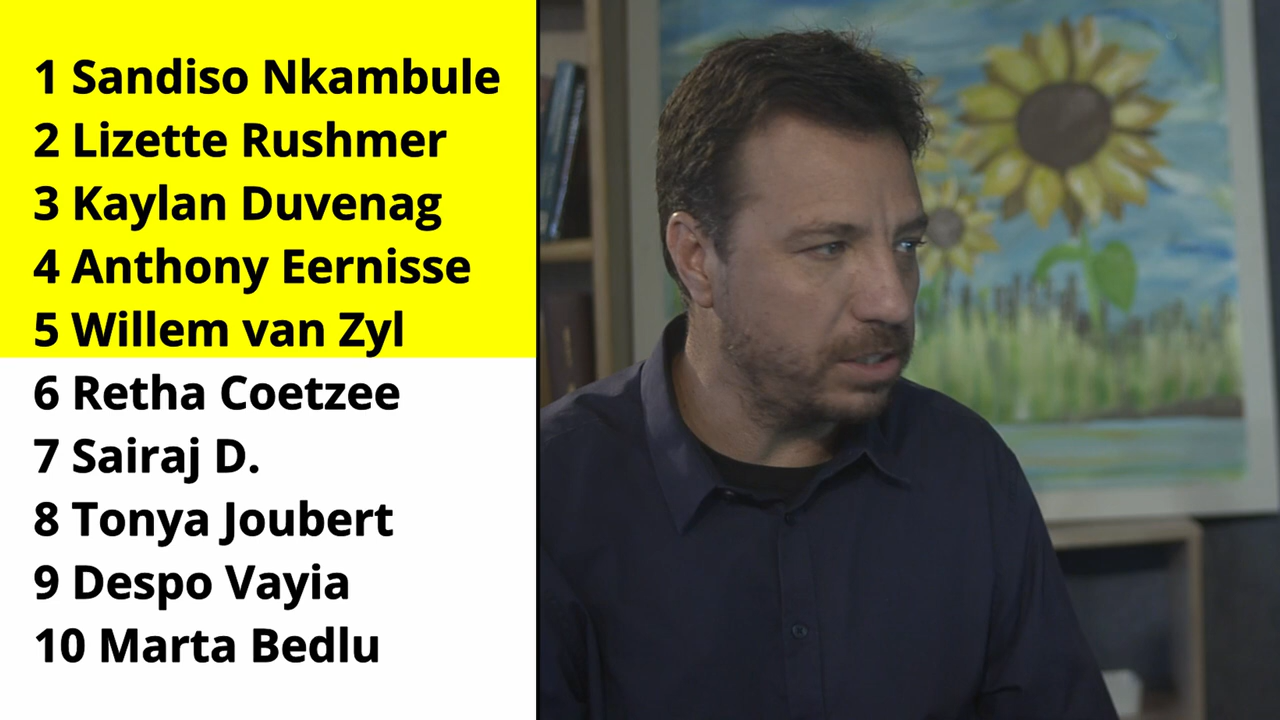 1 Sandiso Nkambule
2 Lizette Rushmer
3 Kaylan Duvenag
4 Anthony Eernisse
5 Willem van Zyl
6 Retha Coetzee
7 Sairaj D.
8 Tonya Joubert
9 Despo Vayia
10 Marta Bedlu